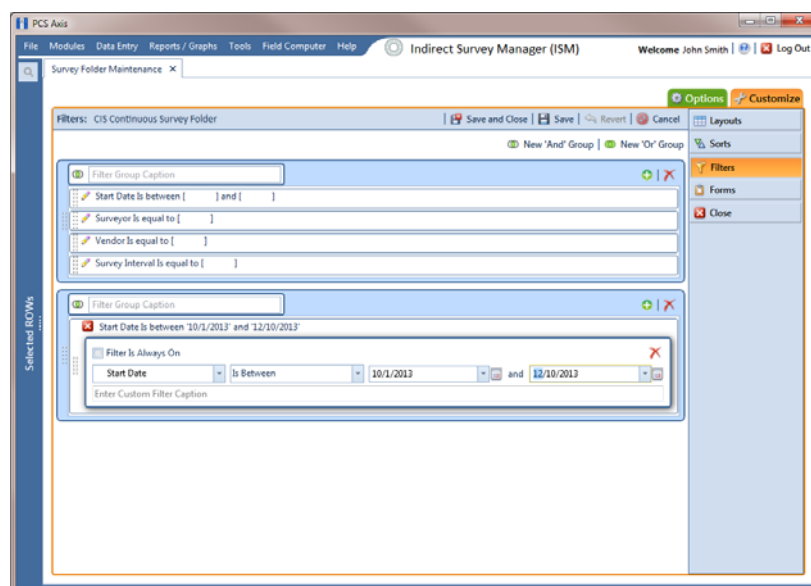 PCS Axis
File Modules Data Entry Reports / Graphs Tools Field Computer Help Indirect Survey Manager (ISM) Welcome John Smith | | Log Out
Survey Folder Maintenance X
Options Customize
Filters: CIS Continuous Survey Folder | Save and Close | Save | Revert | Cancel
Layouts
New 'And' Group | New 'Or' Group
Sorts
Filters
Forms
Close
Filter Group Caption
Start Date Is between [ ] and [ ]
Surveyor Is equal to [ ]
Vendor Is equal to [ ]
Survey Interval Is equal to [ ]
Filter Group Caption
Start Date Is between '10/1/2013' and '12/10/2013'
Filter Is Always On
Start Date Is Between 10/1/2013 and 12/10/2013
Enter Custom Filter Caption
Selected ROWs